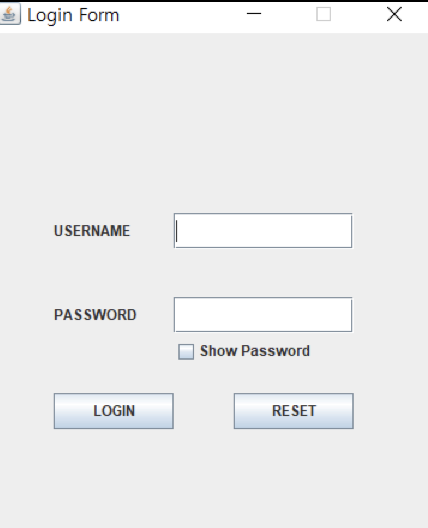 Login Form
USERNAME
PASSWORD
Show Password
LOGIN RESET